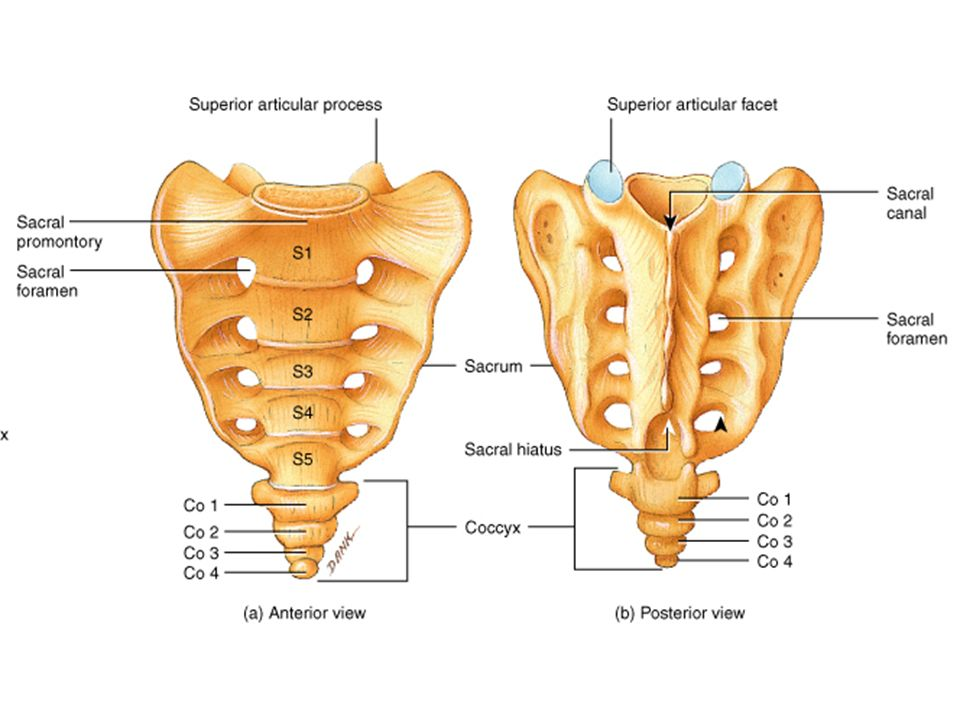 Superior articular process
Superior articular facet
Sacral
promontory
Sacral
foramen
S1
S2
S3
S4
S5
x
Co 1
Co 2
Co 3
Co 4
DANK
Sacrum
Sacral hiatus
Coccyx
Sacral
canal
Sacral
foramen
Co 1
Co 2
Co 3
Co 4
(a) Anterior view
(b) Posterior view